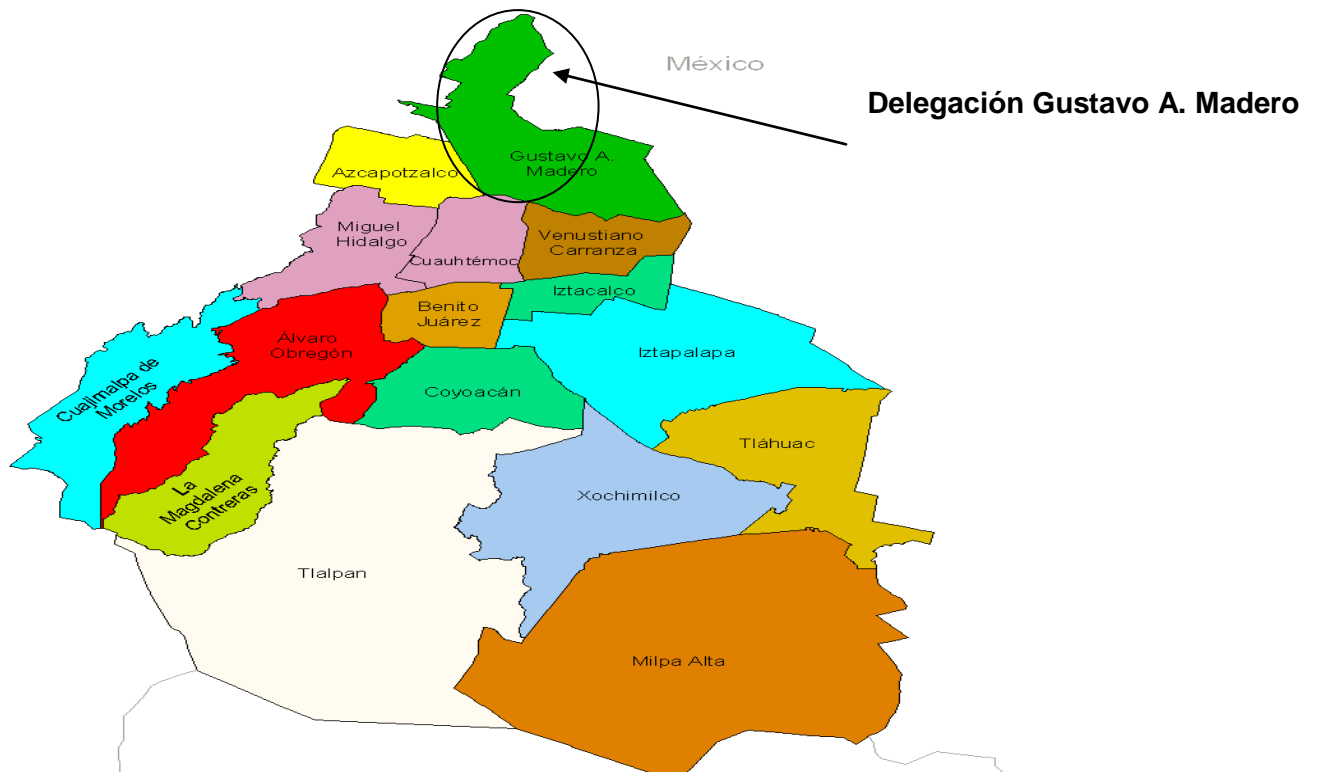 México
Delegación Gustavo A. Madero
Gustavo A.
Madero
Azcapotzalco
Miguel
Hidalgo
Cuauhtémoc
Venustiano
Carranza
Iztacalco
Benito
Juárez
Álvaro
Obregón
Iztapalapa
Cuajimalpa de
Morelos
Coyoacán
Tláhuac
La
Magdalena
Contreras
Xochimilco
Tlalpan
Milpa Alta